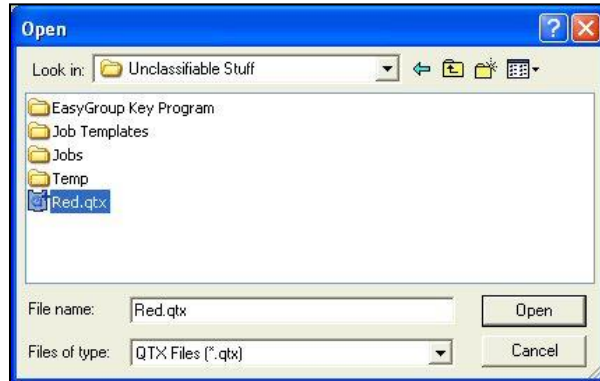 Open
Look in: Unclassifiable Stuff
EasyGroup Key Program
Job Templates
Jobs
Temp
Red.qtx
File name: Red.qtx Open
Files of type: QTX Files (*.qtx) Cancel